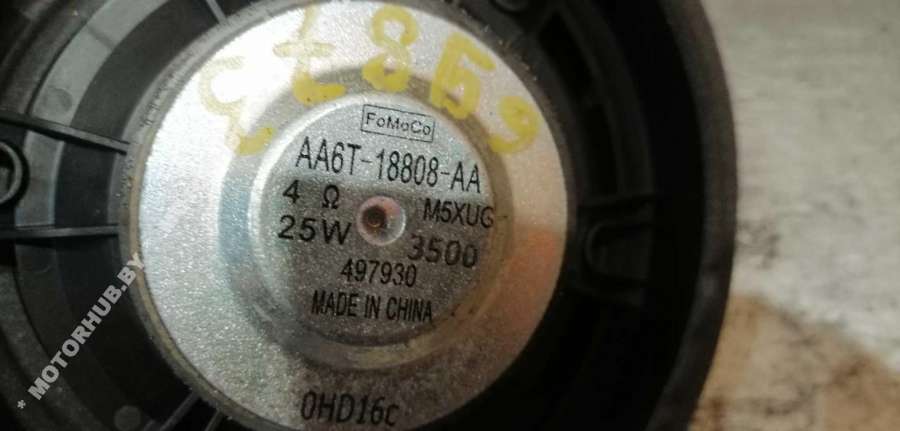 FoMoCo
AA6T-18808-AA
4 Ω M5XUG
25W 3500
497930
MADE IN CHINA
0HD16c
* MOTORHUB.BY